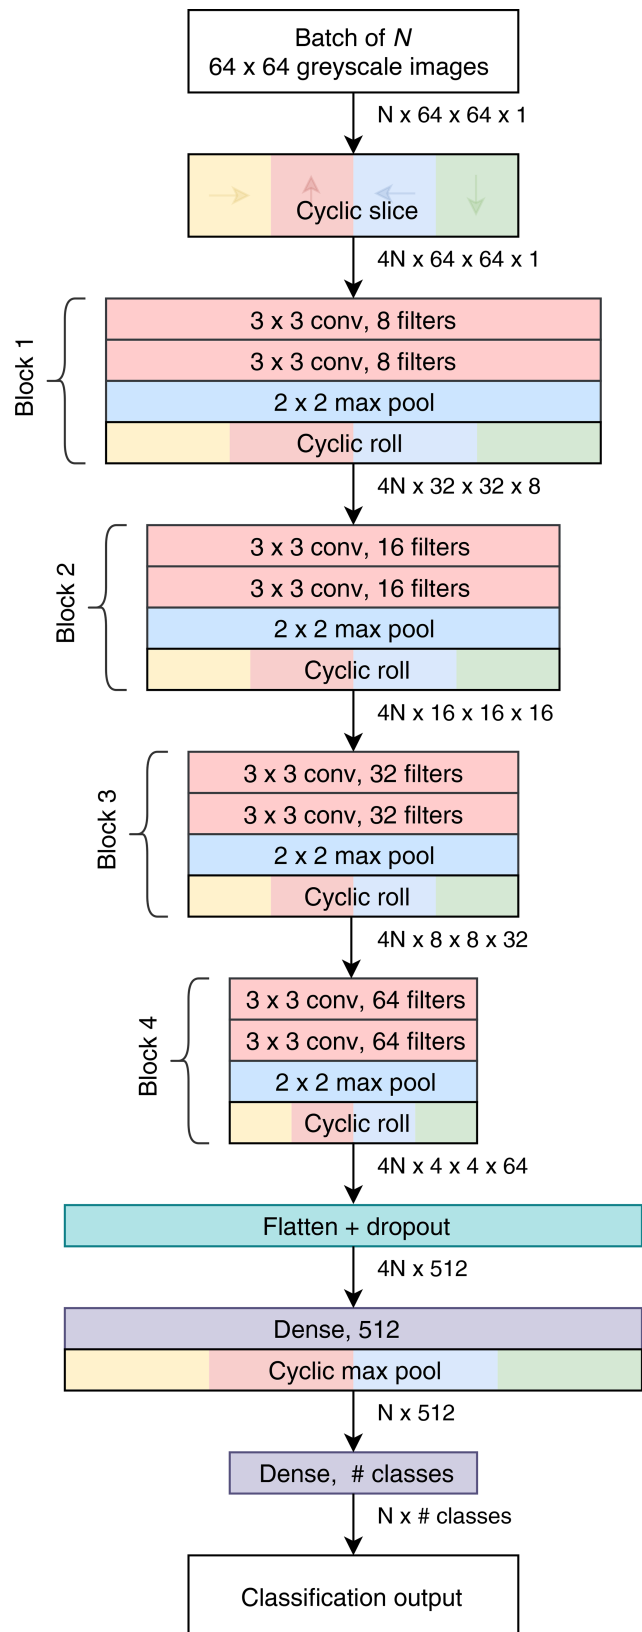 Batch of N
64 x 64 greyscale images
N x 64 x 64 x 1
Cyclic slice
4N x 64 x 64 x 1
Block 1
3 x 3 conv, 8 filters
3 x 3 conv, 8 filters
2 x 2 max pool
Cyclic roll
4N x 32 x 32 x 8
Block 2
3 x 3 conv, 16 filters
3 x 3 conv, 16 filters
2 x 2 max pool
Cyclic roll
4N x 16 x 16 x 16
Block 3
3 x 3 conv, 32 filters
3 x 3 conv, 32 filters
2 x 2 max pool
Cyclic roll
4N x 8 x 8 x 32
Block 4
3 x 3 conv, 64 filters
3 x 3 conv, 64 filters
2 x 2 max pool
Cyclic roll
4N x 4 x 4 x 64
Flatten + dropout
4N x 512
Dense, 512
Cyclic max pool
N x 512
Dense, # classes
N x # classes
Classification output